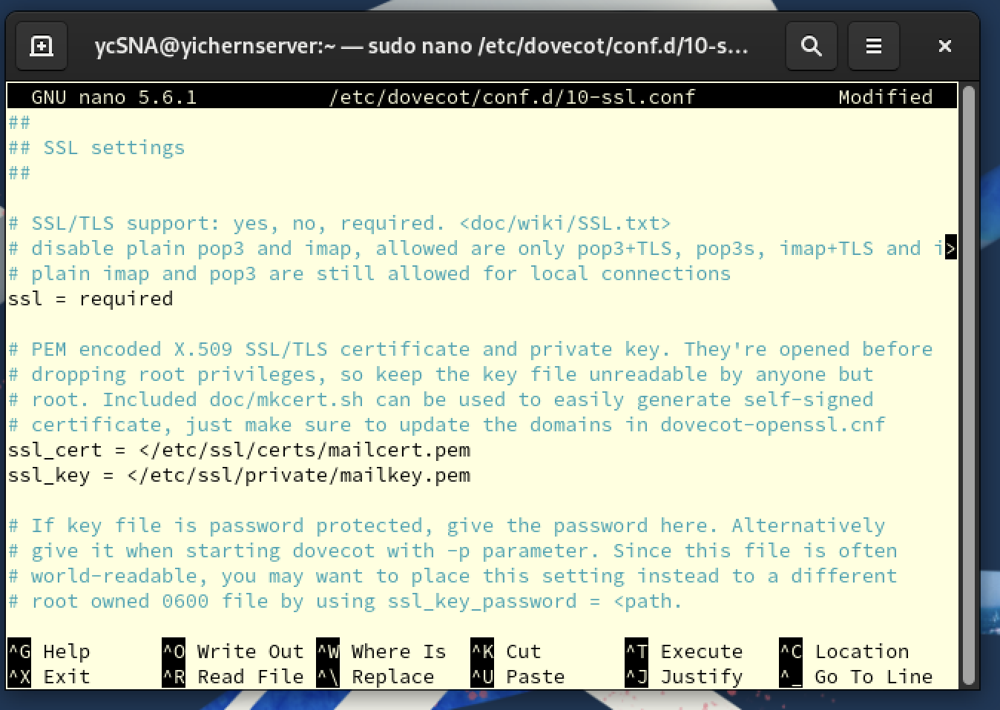 ycSNA@yichernserver:~ — sudo nano /etc/dovecot/conf.d/10-s...
GNU nano 5.6.1 /etc/dovecot/conf.d/10-ssl.conf Modified
##
## SSL settings
##
# SSL/TLS support: yes, no, required. <doc/wiki/SSL.txt>
# disable plain pop3 and imap, allowed are only pop3+TLS, pop3s, imap+TLS and i>
# plain imap and pop3 are still allowed for local connections
ssl = required
# PEM encoded X.509 SSL/TLS certificate and private key. They're opened before
# dropping root privileges, so keep the key file unreadable by anyone but
# root. Included doc/mkcert.sh can be used to easily generate self-signed
# certificate, just make sure to update the domains in dovecot-openssl.cnf
ssl_cert = </etc/ssl/certs/mailcert.pem
ssl_key = </etc/ssl/private/mailkey.pem
# If key file is password protected, give the password here. Alternatively
# give it when starting dovecot with -p parameter. Since this file is often
# world-readable, you may want to place this setting instead to a different
# root owned 0600 file by using ssl_key_password = <path.
^G Help ^O Write Out ^W Where Is ^K Cut ^T Execute ^C Location
^X Exit ^R Read File ^\ Replace ^U Paste ^J Justify ^_ Go To Line